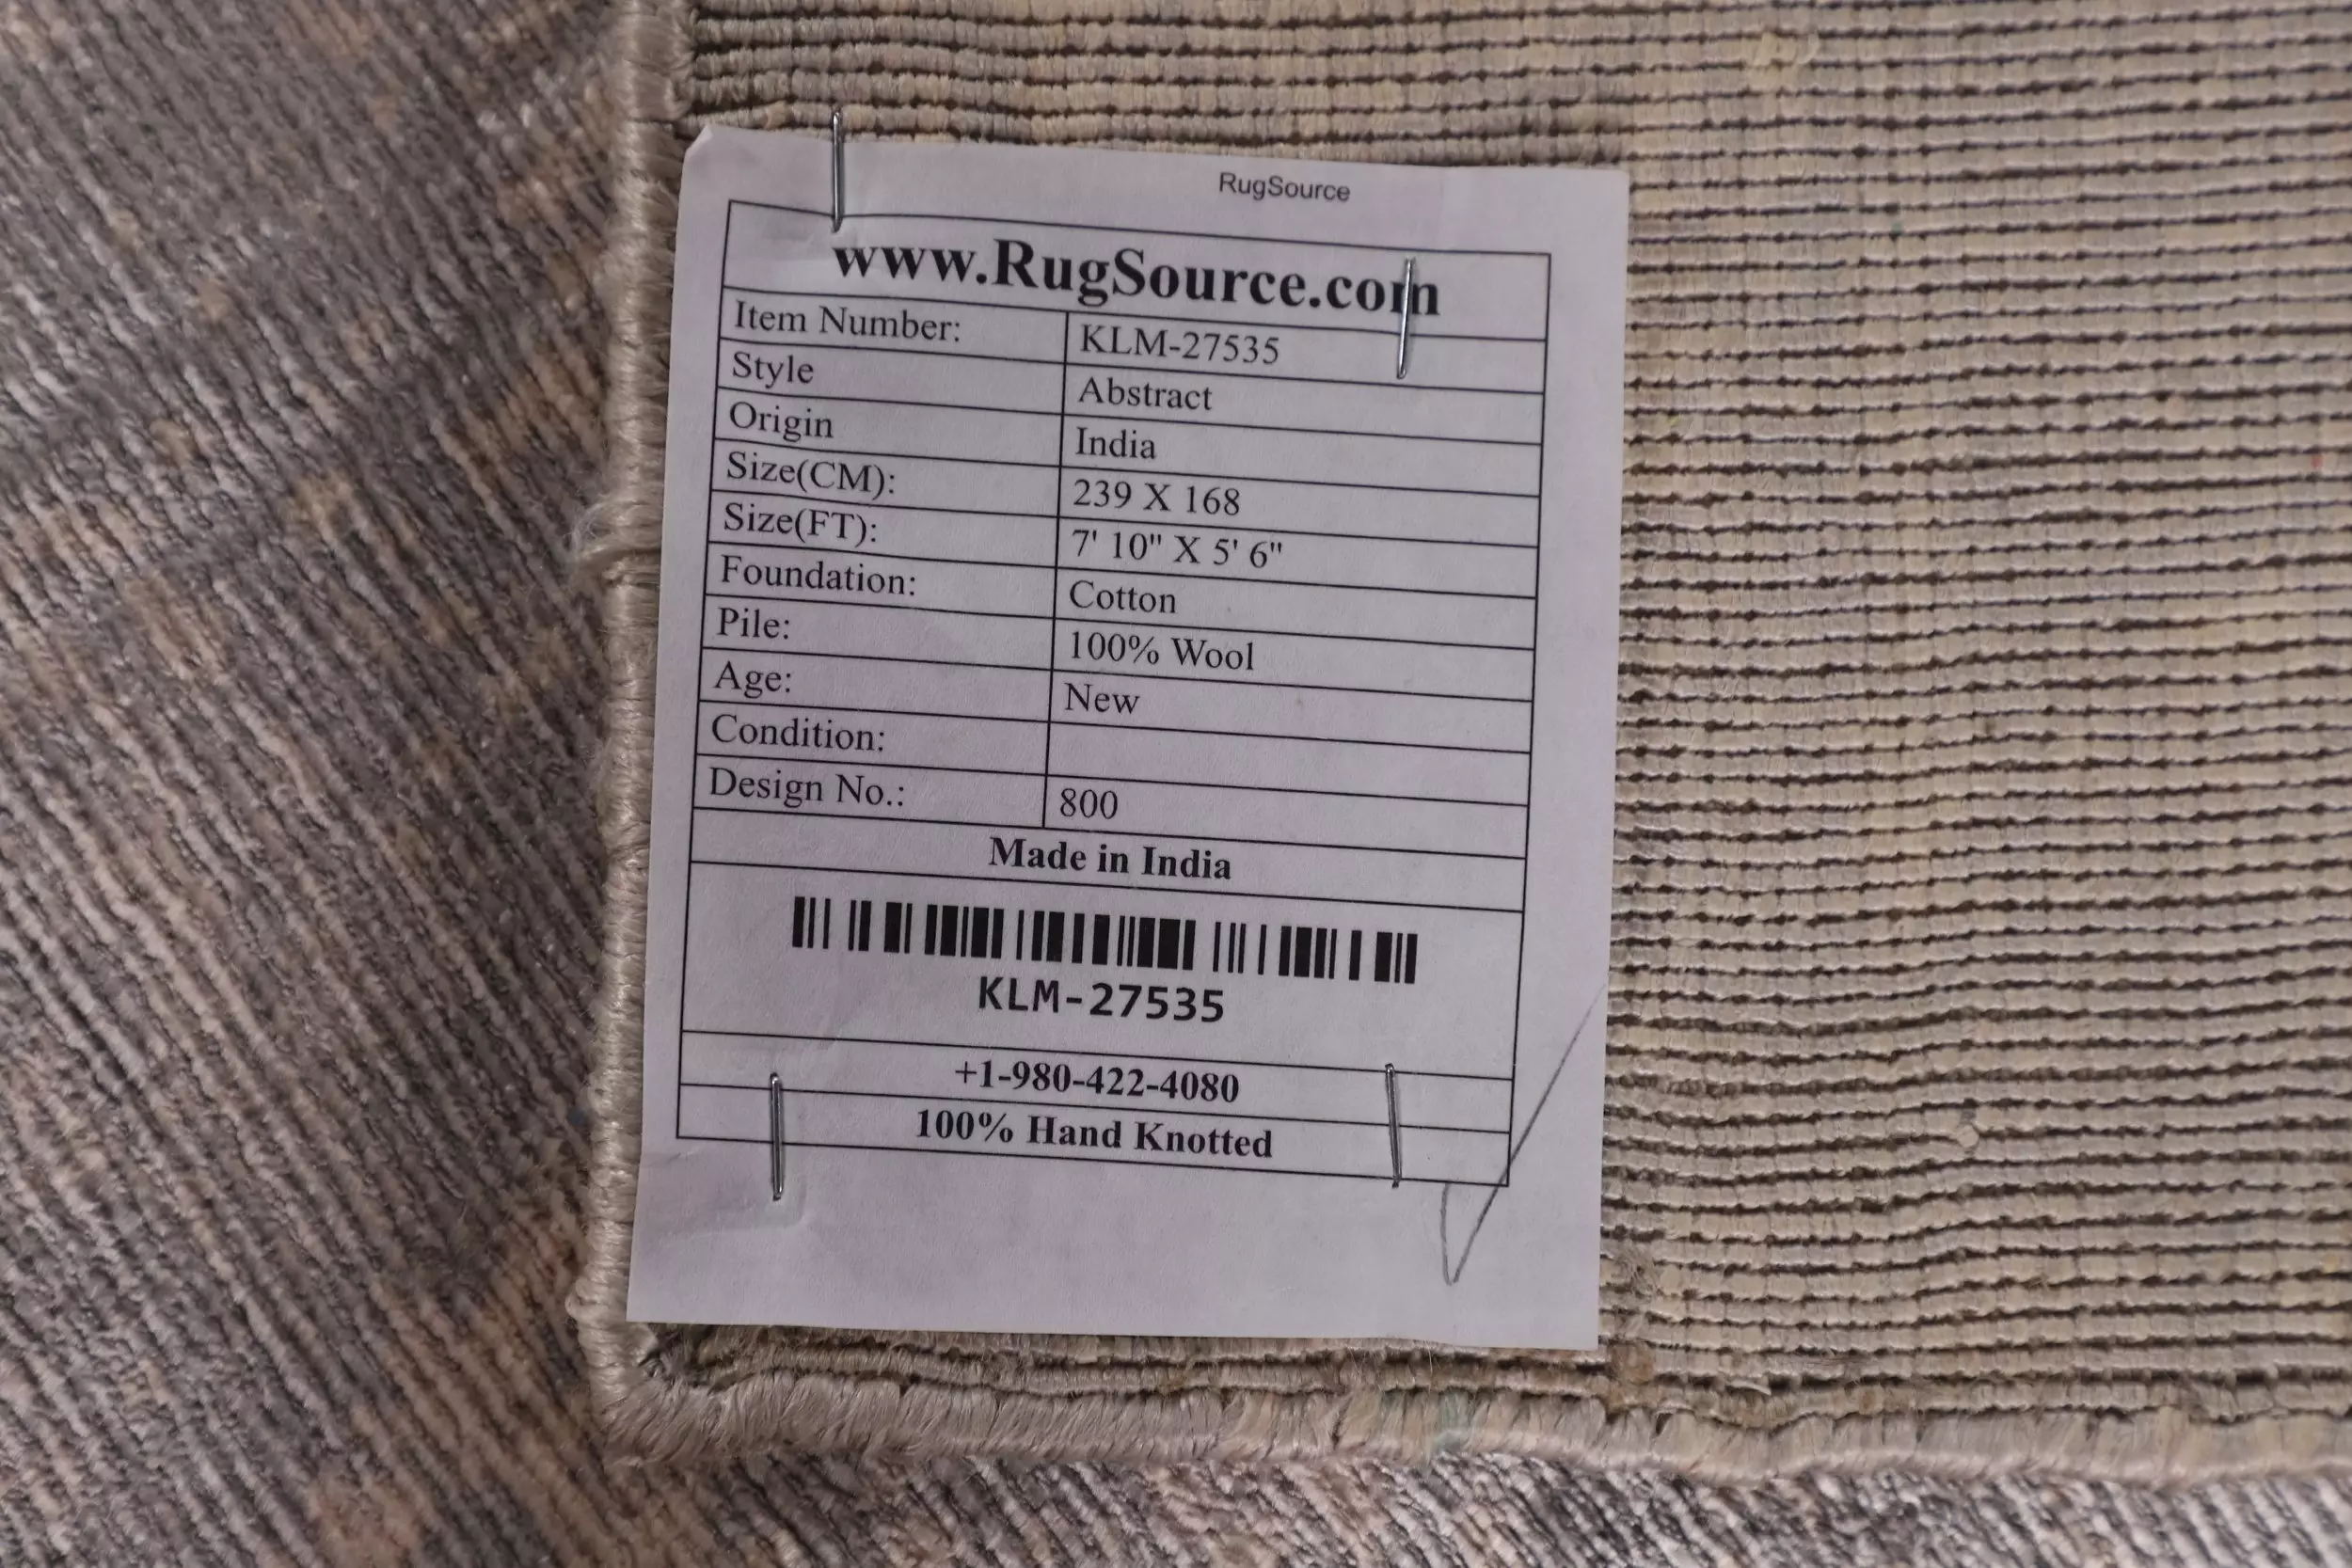 RugSource
www.RugSource.com
Item Number: KLM-27535
Style Abstract
Origin India
Size(CM): 239 X 168
Size(FT): 7' 10" X 5' 6"
Foundation: Cotton
Pile: 100% Wool
Age: New
Condition:
Design No.: 800
Made in India
KLM-27535
+1-980-422-4080
100% Hand Knotted